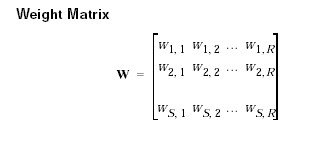 Weight Matrix
w1, 1 w1, 2 … w1, R
W = w2, 1 w2, 2 … w2, R
wS, 1 wS, 2 … wS, R